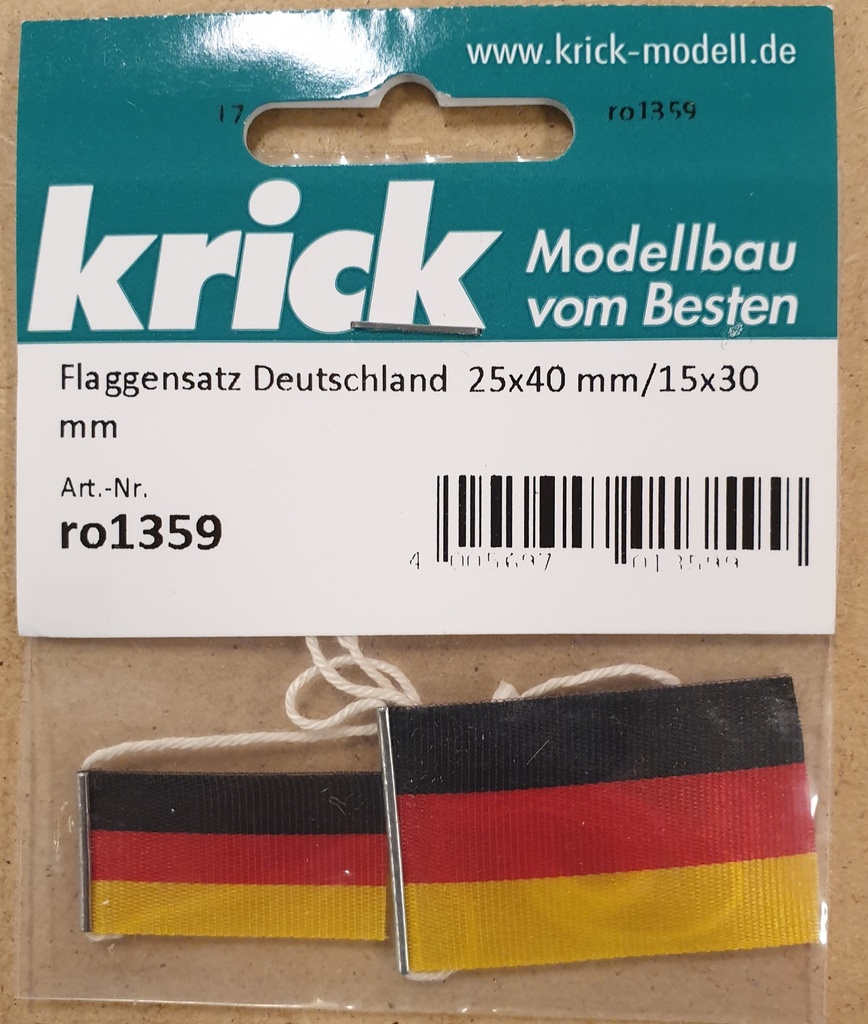 www.krick-modell.de
17 ro1359
krick
Modellbau
vom Besten
Flaggensatz Deutschland 25x40 mm/15x30
mm
Art.-Nr.
ro1359
4